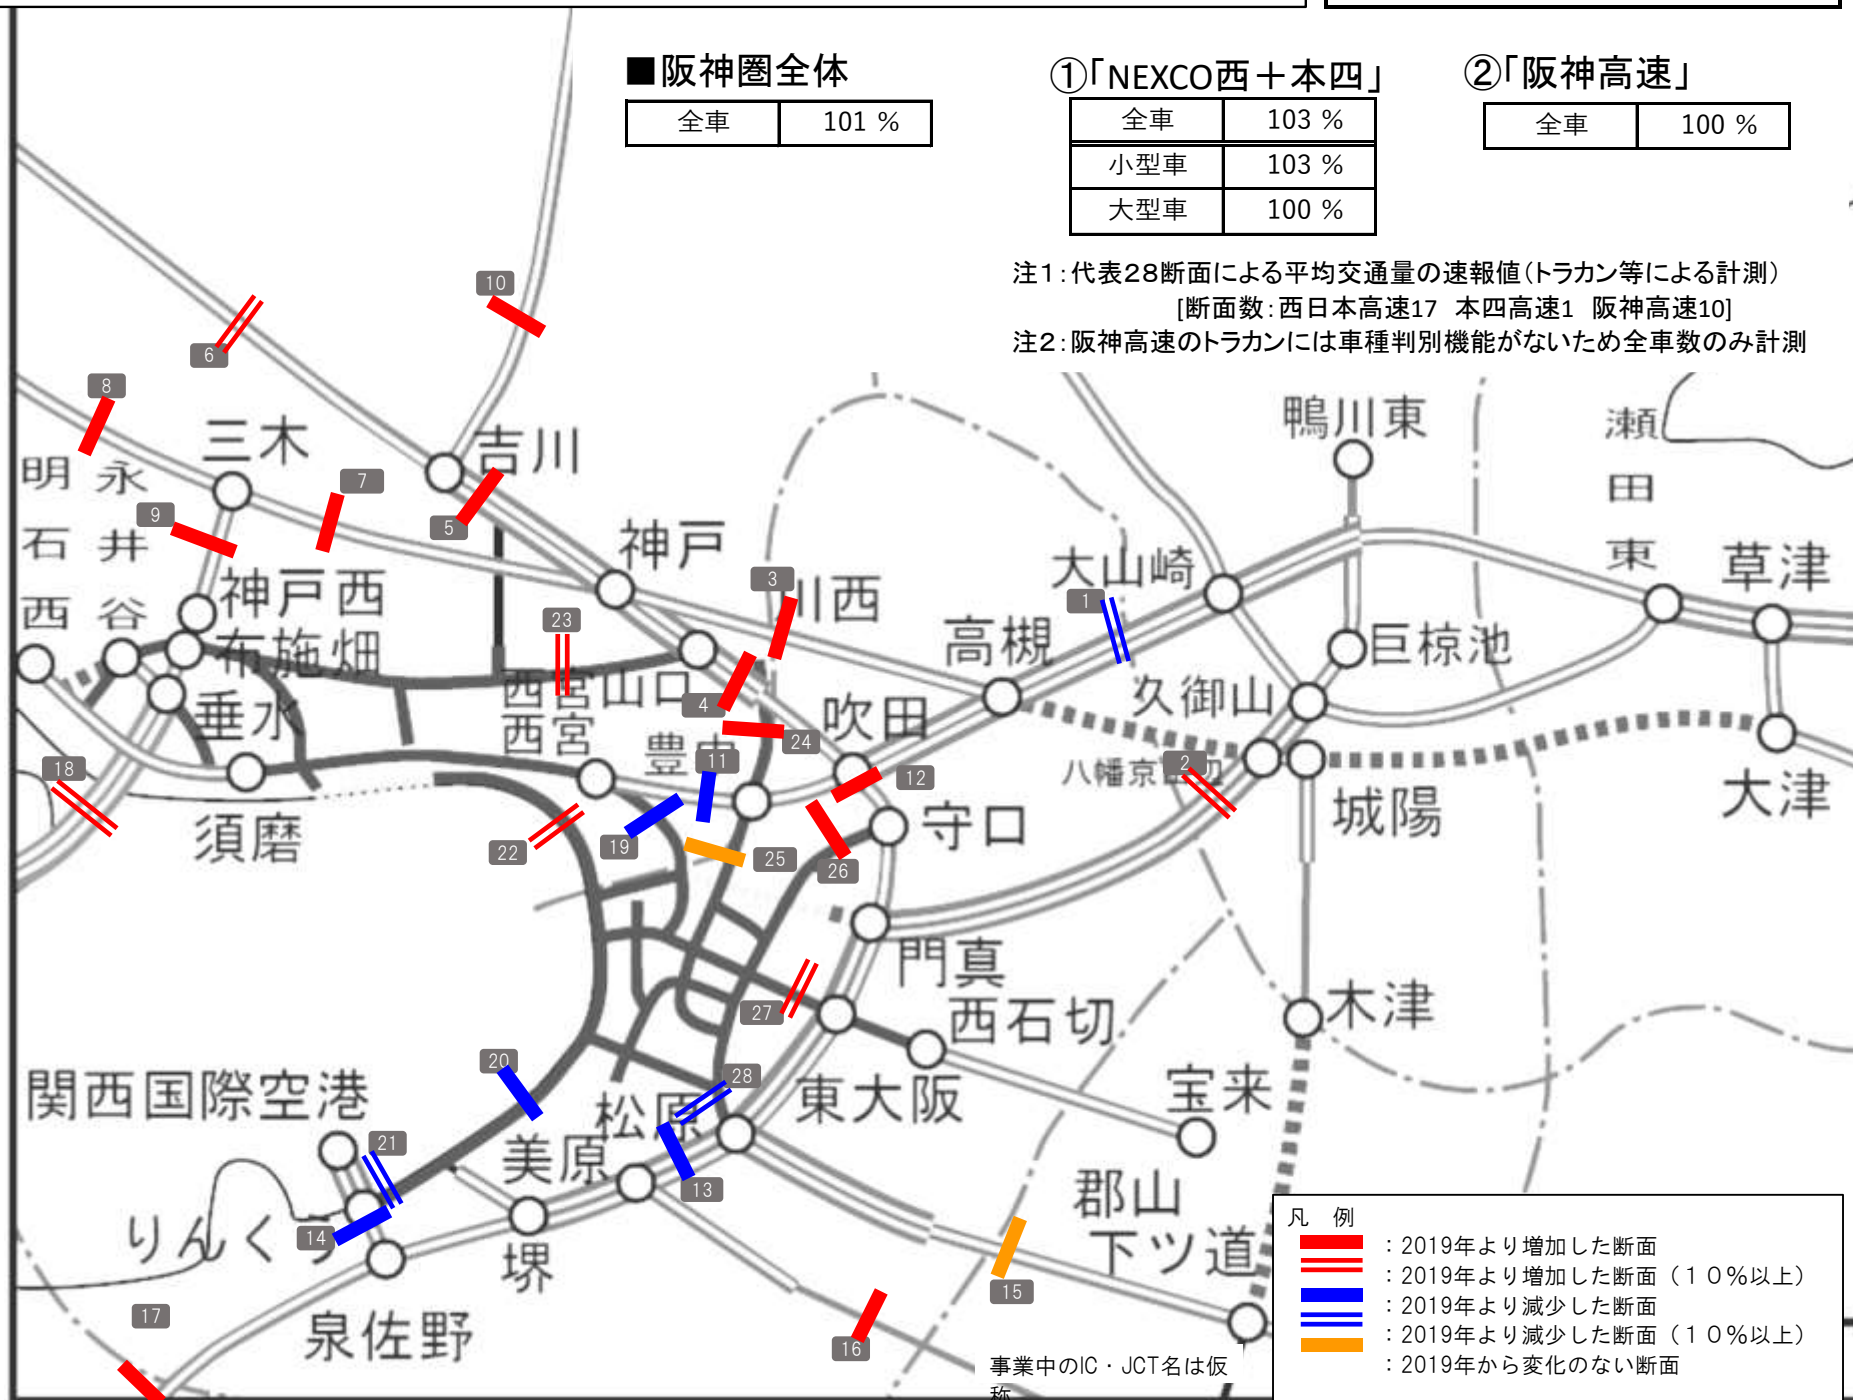 ■阪神圏全体
全車 101 %
①「NEXCO西＋本四」
全車 103 %
小型車 103 %
大型車 100 %
②「阪神高速」
全車 100 %
注１：代表２８断面による平均交通量の速報値（トラカン等による計測）
[断面数：西日本高速17 本四高速1 阪神高速10]
注２：阪神高速のトラカンには車種判別機能がないため全車数のみ計測
10
6
8
三木
吉川
鴨川東
瀬田東
明石西
永井谷
7
9
5
神戸
3
川西
大山崎
1
草津
神戸西
布施畑
23
高槻
巨椋池
西宮山口
4
久御山
垂水
西宮
豊中
24
吹田
18
11
12
八幡京田辺
2
大津
須磨
22
19
25
26
守口
城陽
門真
27
西石切
木津
20
28
関西国際空港
松原
東大阪
宝来
21
美原
13
郡山
りんくう
14
堺
下ツ道
15
17
泉佐野
16
事業中のIC・JCT名は仮
称
凡 例
：2019年より増加した断面
：2019年より増加した断面（１０％以上）
：2019年より減少した断面
：2019年より減少した断面（１０％以上）
：2019年から変化のない断面